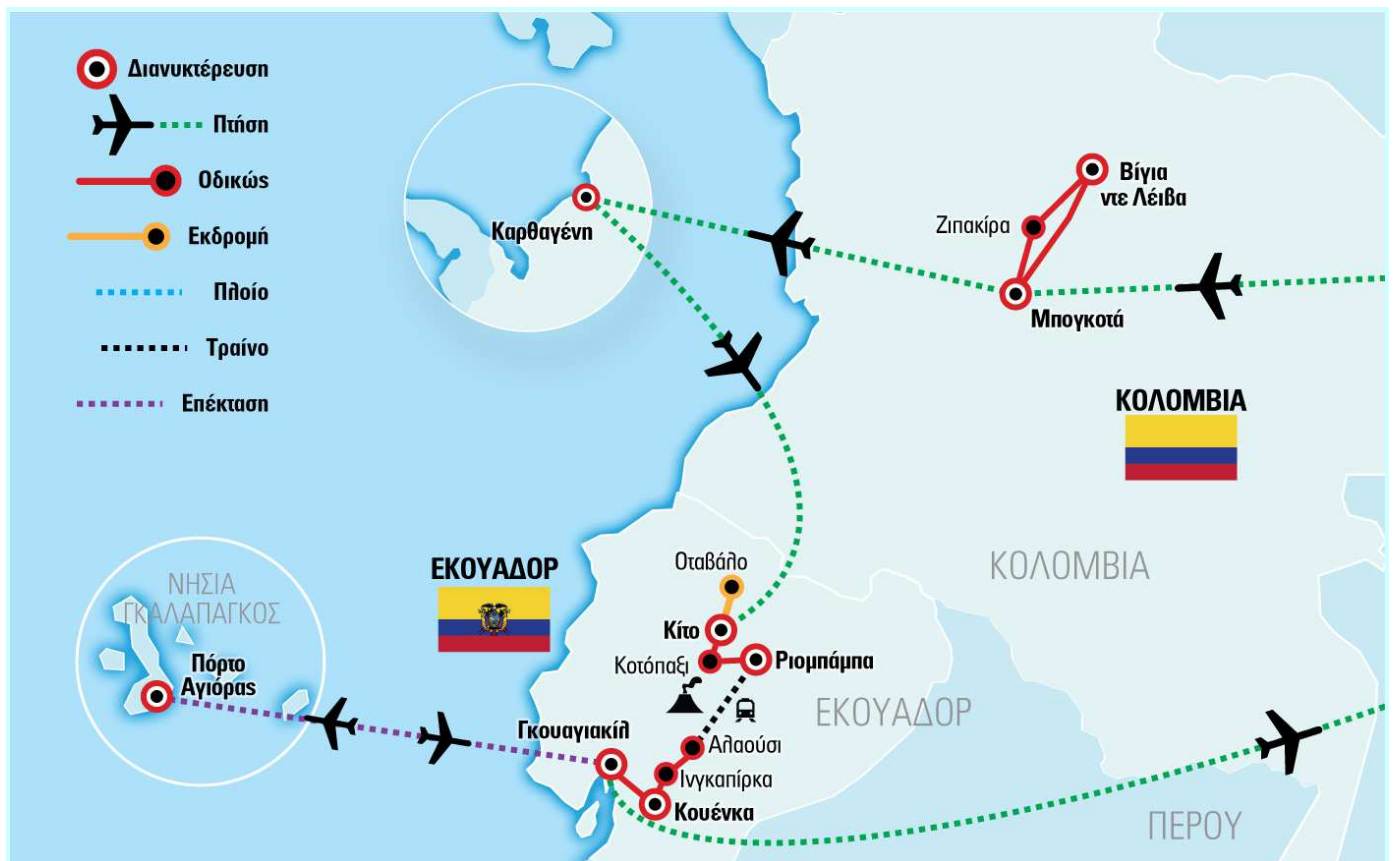 Διανυκτέρευση
Πτήση
Οδικώς
Εκδρομή
Πλοίο
Τραίνο
Επέκταση
Καρθαγένη
Βίγια
ντε Λέιβα
Ζιπακίρα
Μπογκοτά
ΚΟΛΟΜΒΙΑ
ΚΟΛΟΜΒΙΑ
ΕΚΟΥΑΔΟΡ
Οταβάλο
Κίτο
Κοτόπαξι
Ριομπάμπα
ΝΗΣΙΑ
ΓΚΑΛΑΠΑΓΚΟΣ
Πόρτο
Αγιόρας
ΕΚΟΥΑΔΟΡ
Γκουαγιακίλ
Αλαούσι
Ινγκαπίρκα
Κουένκα
ΠΕΡΟΥ